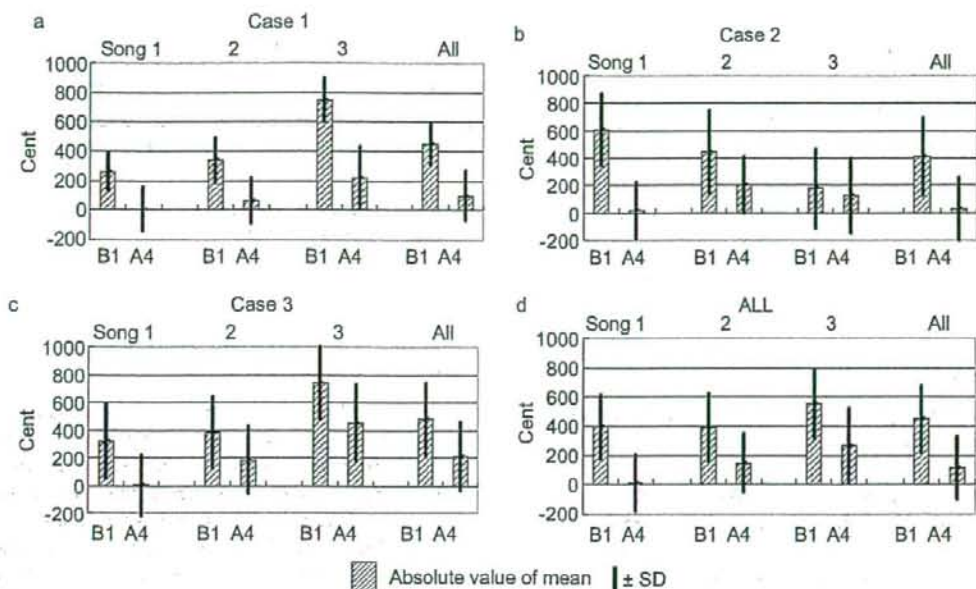 a
Case 1
Song 1 2 3 All
1000
800
600
400
200
0
-200
Cent
B1 A4 B1 A4 B1 A4 B1 A4
b
Case 2
Song 1 2 3 All
1000
800
600
400
200
0
-200
Cent
B1 A4 B1 A4 B1 A4 B1 A4
c
Case 3
Song 1 2 3 All
1000
800
600
400
200
0
-200
Cent
B1 A4 B1 A4 B1 A4 B1 A4
d
ALL
Song 1 2 3 All
1000
800
600
400
200
0
-200
Cent
B1 A4 B1 A4 B1 A4 B1 A4
Absolute value of mean ± SD